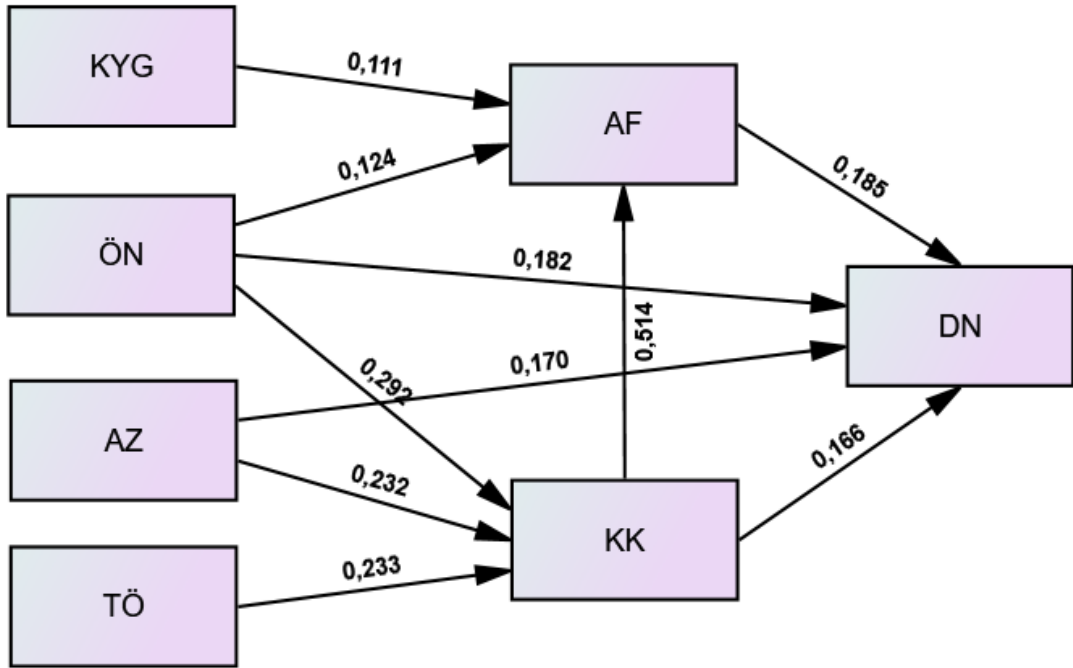 KYG
0,111
AF
0,124
0,185
ÖN
0,182
DN
0,514
0,170
0,292
AZ
0,232
0,166
KK
0,233
TÖ